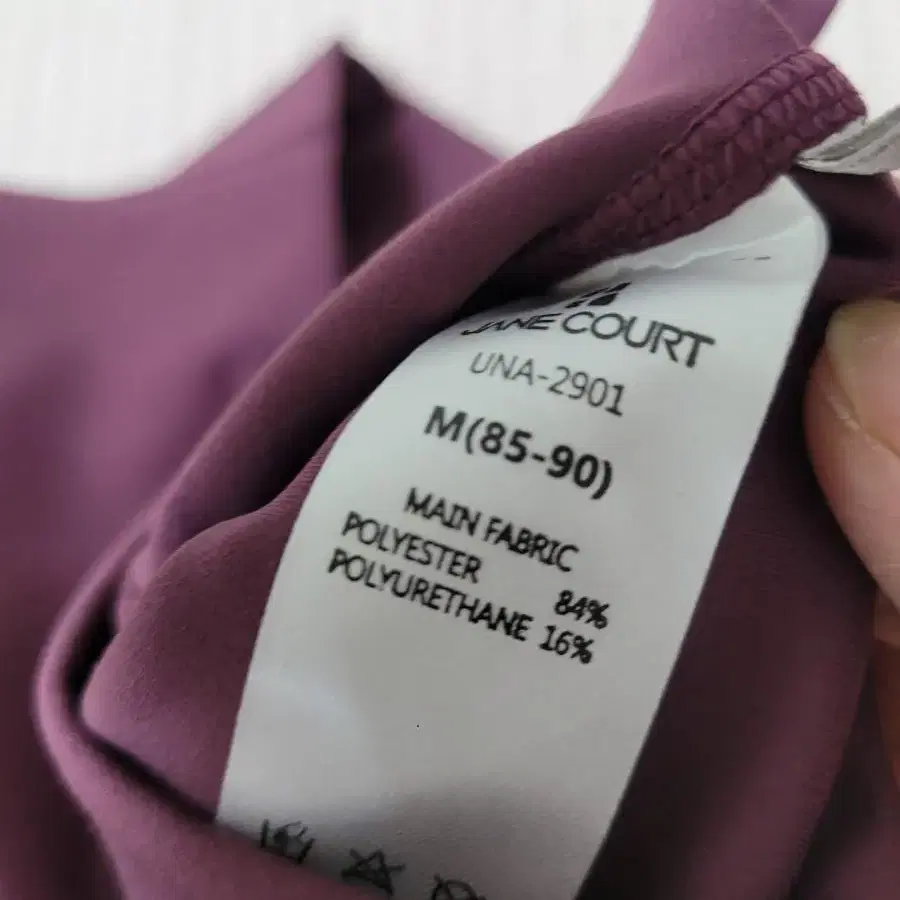 JANE COURT
UNA-2901
M(85-90)
MAIN FABRIC
POLYESTER 84%
POLYURETHANE 16%